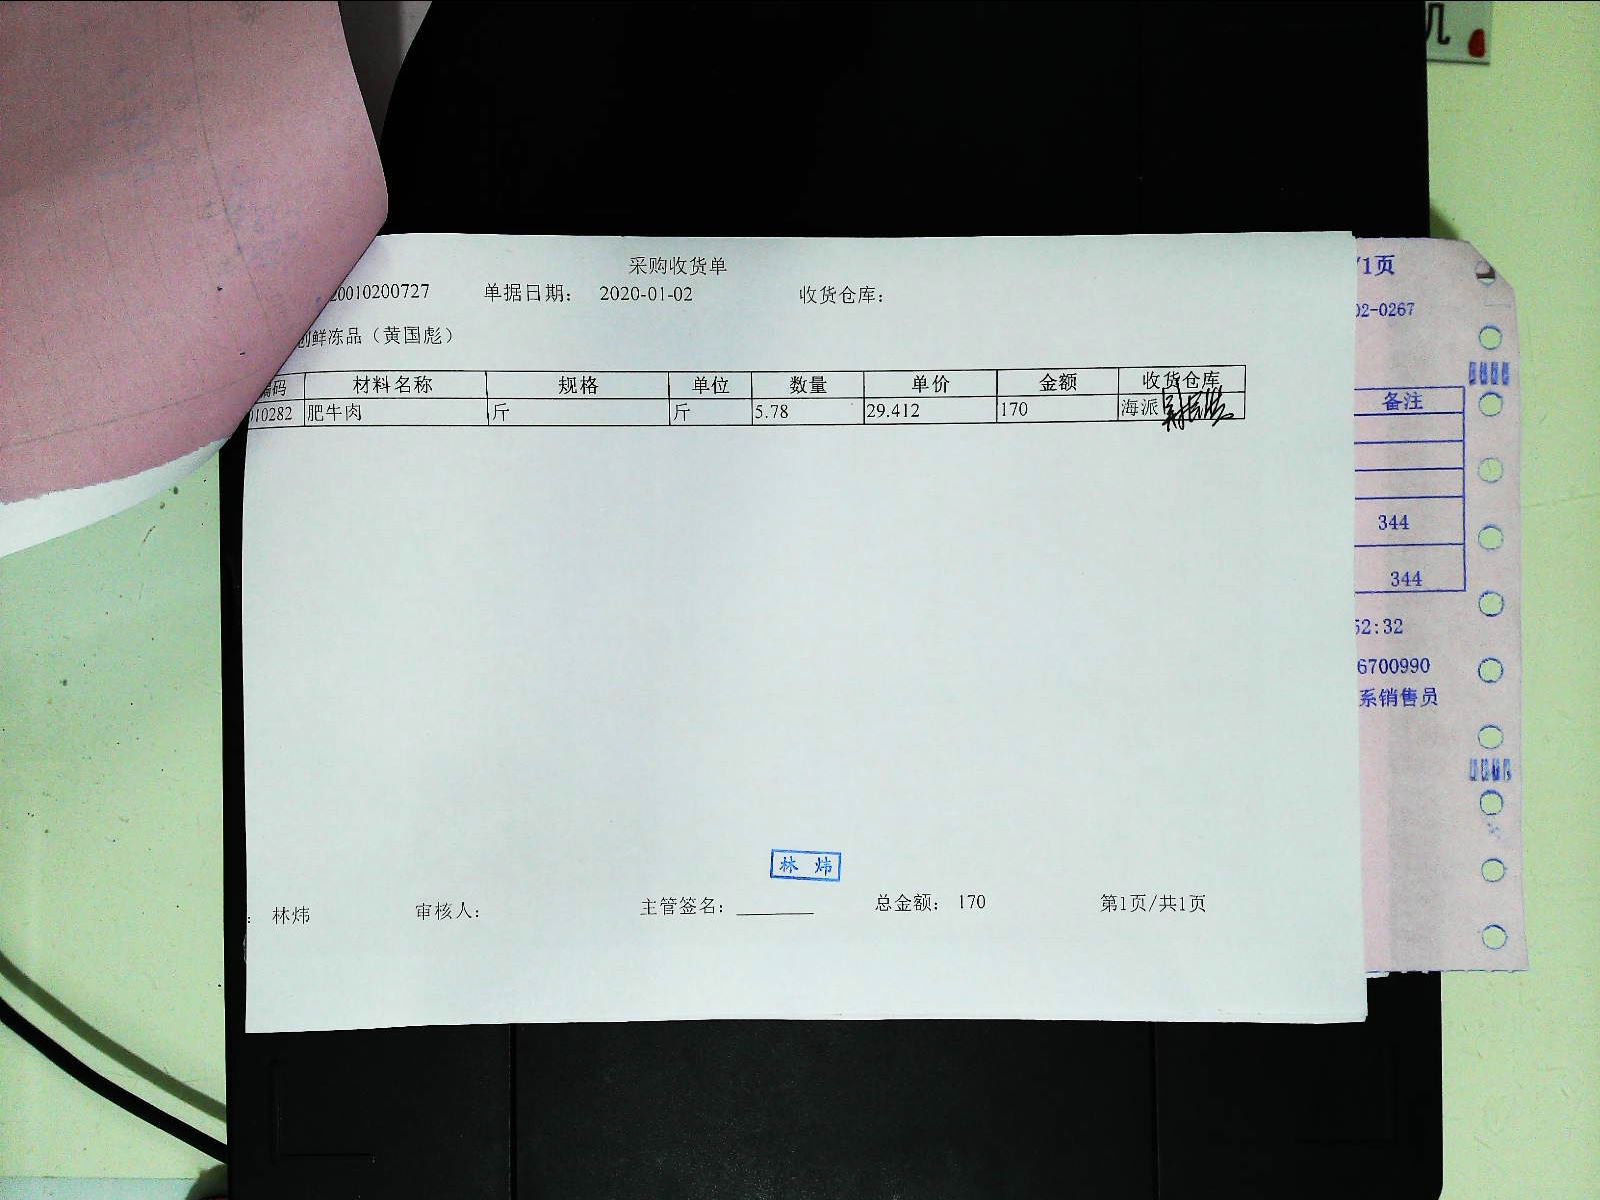 采购收货单
20010200727 单据日期: 2020-01-02 收货仓库:
创鲜冻品（黄国彪）
编码 材料名称 规格 单位 数量 单价 金额 收货仓库
010282 肥牛肉 斤 斤 5.78 29.412 170 海派
林 炜
: 林炜 审核人: 主管签名: 总金额: 170 第1页/共1页
/1页
02-0267
备注
344
344
52:32
6700990
系销售员
机